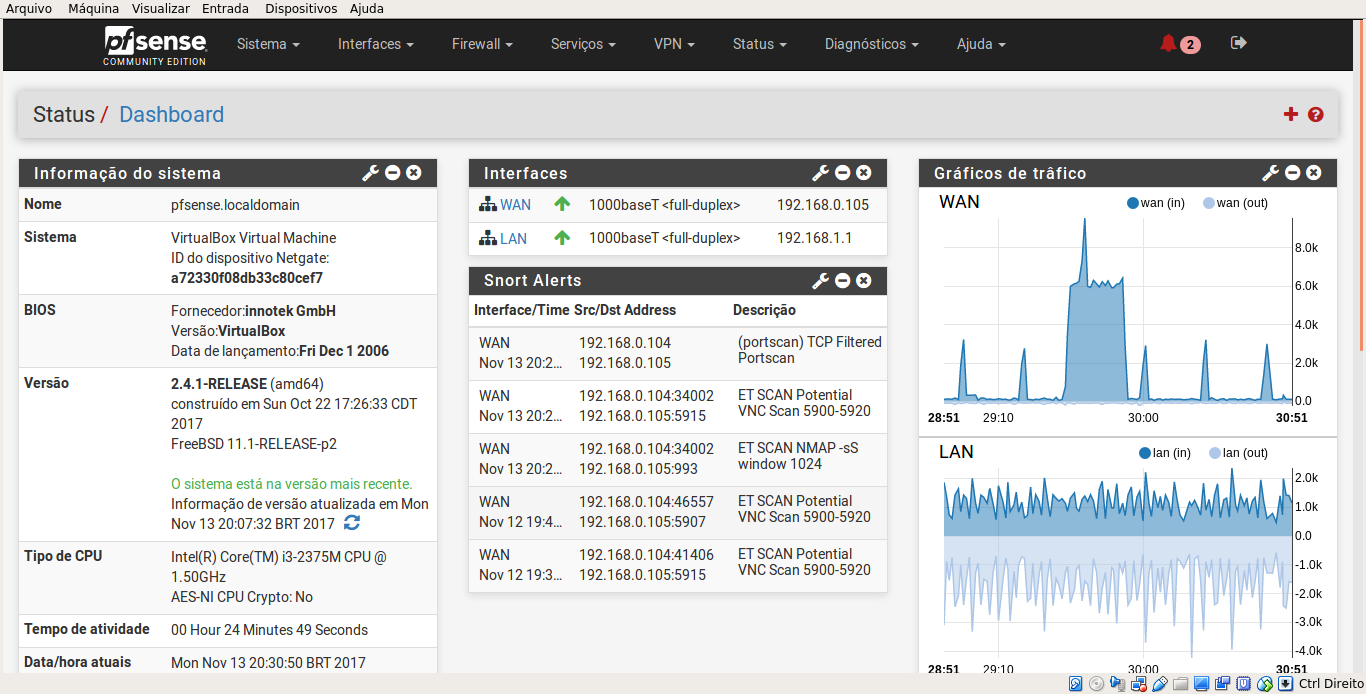 Arquivo Máquina Visualizar Entrada Dispositivos Ajuda
pfsense
COMMUNITY EDITION
Sistema Interfaces Firewall Serviços VPN Status Diagnósticos Ajuda 2
Status / Dashboard
Informação do sistema
Nome pfsense.localdomain
Sistema VirtualBox Virtual Machine
ID do dispositivo Netgate:
a72330f08db33c80cef7
BIOS Fornecedor:innotek GmbH
Versão:VirtualBox
Data de lançamento:Fri Dec 1 2006
Versão 2.4.1-RELEASE (amd64)
construído em Sun Oct 22 17:26:33 CDT
2017
FreeBSD 11.1-RELEASE-p2
O sistema está na versão mais recente.
Informação de versão atualizada em Mon
Nov 13 20:07:32 BRT 2017
Tipo de CPU Intel(R) Core(TM) i3-2375M CPU @
1.50GHz
AES-NI CPU Crypto: No
Tempo de atividade 00 Hour 24 Minutes 49 Seconds
Data/hora atuais Mon Nov 13 20:30:50 BRT 2017
Interfaces
WAN 1000baseT <full-duplex> 192.168.0.105
LAN 1000baseT <full-duplex> 192.168.1.1
Snort Alerts
Interface/Time Src/Dst Address Descrição
WAN 192.168.0.104 (portscan) TCP Filtered
Nov 13 20:2... 192.168.0.105 Portscan
WAN 192.168.0.104:34002 ET SCAN Potential
Nov 13 20:2... 192.168.0.105:5915 VNC Scan 5900-5920
WAN 192.168.0.104:34002 ET SCAN NMAP -sS
Nov 13 20:2... 192.168.0.105:993 window 1024
WAN 192.168.0.104:46557 ET SCAN Potential
Nov 12 19:4... 192.168.0.105:5907 VNC Scan 5900-5920
WAN 192.168.0.104:41406 ET SCAN Potential
Nov 12 19:3... 192.168.0.105:5915 VNC Scan 5900-5920
Gráficos de tráfico
WAN wan (in) wan (out)
8.0k
6.0k
4.0k
2.0k
0.0
28:51 29:10 30:00 30:51
LAN lan (in) lan (out)
2.0k
1.0k
0.0
-1.0k
-2.0k
-3.0k
-4.0k
28:51 29:10 30:00 30:51
Ctrl Direito